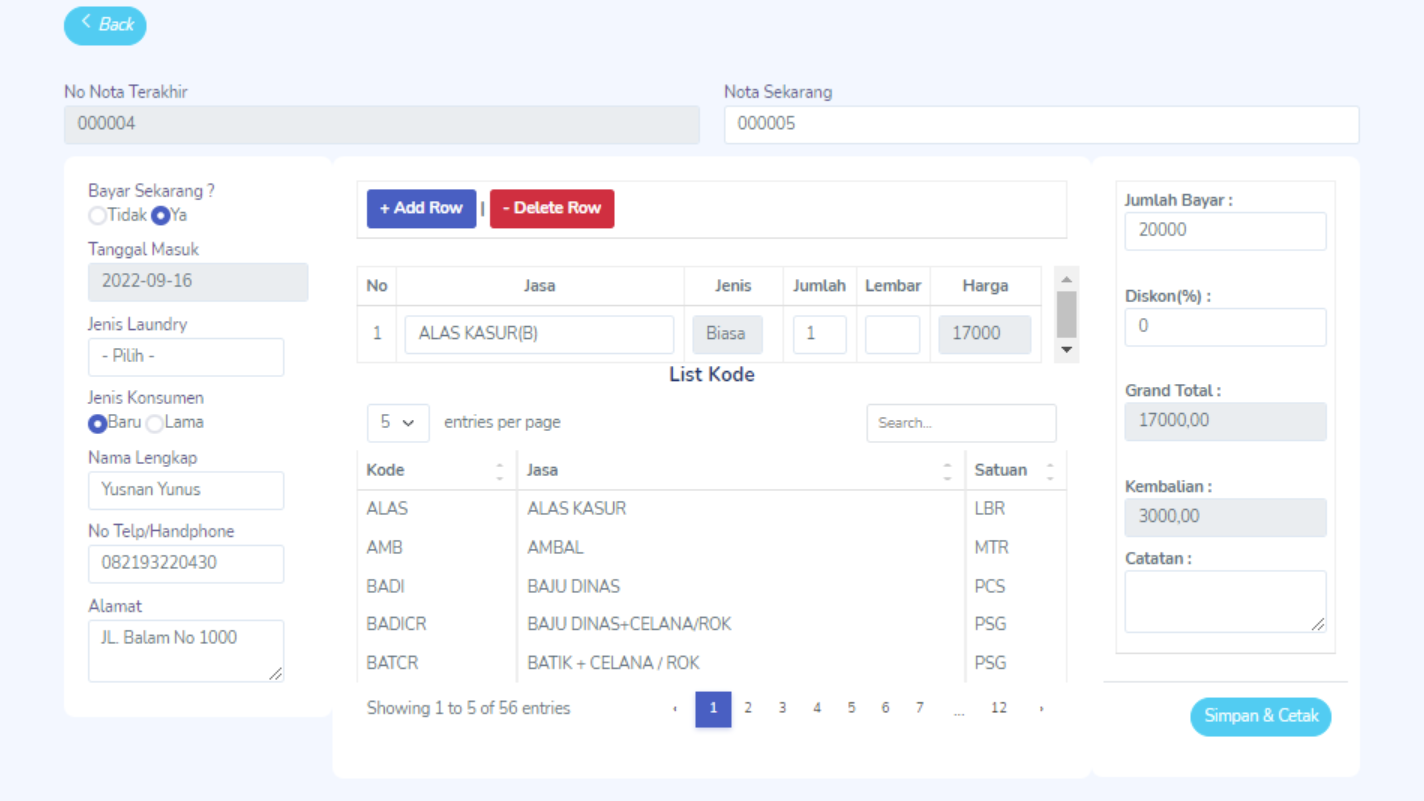 Back
No Nota Terakhir
000004
Nota Sekarang
000005
Bayar Sekarang ?
Tidak Ya
Tanggal Masuk
2022-09-16
Jenis Laundry
- Pilih -
Jenis Konsumen
Baru Lama
Nama Lengkap
Yusnan Yunus
No Telp/Handphone
082193220430
Alamat
JL. Balam No 1000
+ Add Row | - Delete Row
No Jasa Jenis Jumlah Lembar Harga
1 ALAS KASUR(B) Biasa 1 17000
List Kode
5 entries per page Search...
Kode Jasa Satuan
ALAS ALAS KASUR LBR
AMB AMBAL MTR
BADI BAJU DINAS PCS
BADICR BAJU DINAS+CELANA/ROK PSG
BATCR BATIK + CELANA / ROK PSG
Showing 1 to 5 of 56 entries ‹ 1 2 3 4 5 6 7 ... 12 ›
Jumlah Bayar :
20000
Diskon(%) :
0
Grand Total :
17000,00
Kembalian :
3000,00
Catatan :
Simpan & Cetak